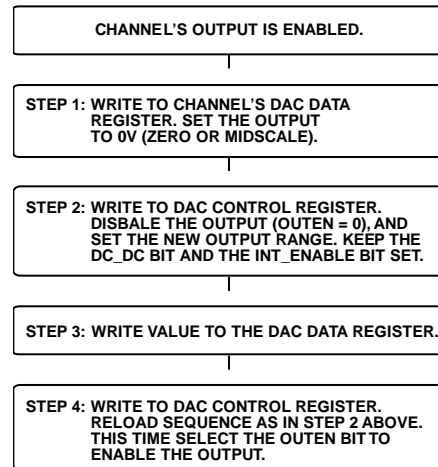 CHANNEL'S OUTPUT IS ENABLED.
STEP 1: WRITE TO CHANNEL'S DAC DATA
REGISTER. SET THE OUTPUT
TO 0V (ZERO OR MIDSCALE).
STEP 2: WRITE TO DAC CONTROL REGISTER.
DISBALE THE OUTPUT (OUTEN = 0), AND
SET THE NEW OUTPUT RANGE. KEEP THE
DC_DC BIT AND THE INT_ENABLE BIT SET.
STEP 3: WRITE VALUE TO THE DAC DATA REGISTER.
STEP 4: WRITE TO DAC CONTROL REGISTER.
RELOAD SEQUENCE AS IN STEP 2 ABOVE.
THIS TIME SELECT THE OUTEN BIT TO
ENABLE THE OUTPUT.